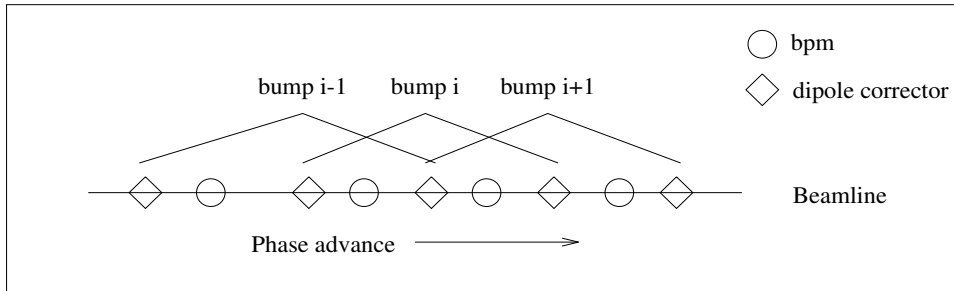 bpm
bump i-1 bump i bump i+1
dipole corrector
Beamline
Phase advance